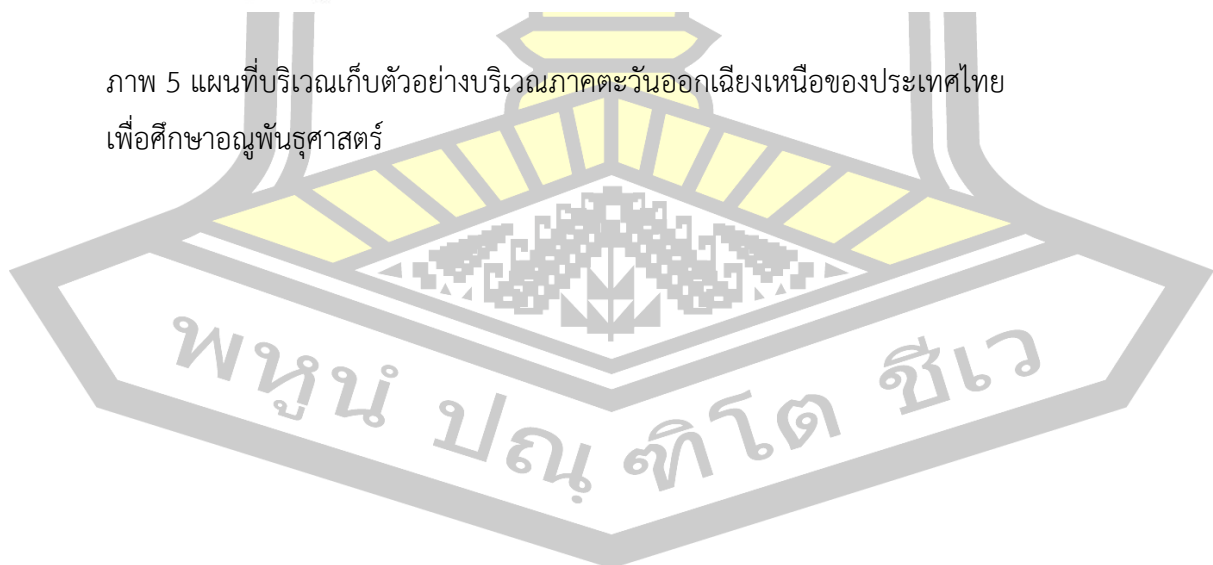 ภาพ 5 แผนที่บริเวณเก็บตัวอย่างบริเวณภาคตะวันออกเฉียงเหนือของประเทศไทย
เพื่อศึกษาอณูพันธุศาสตร์
พหูนํ ปณฺฑิโต ชีเว